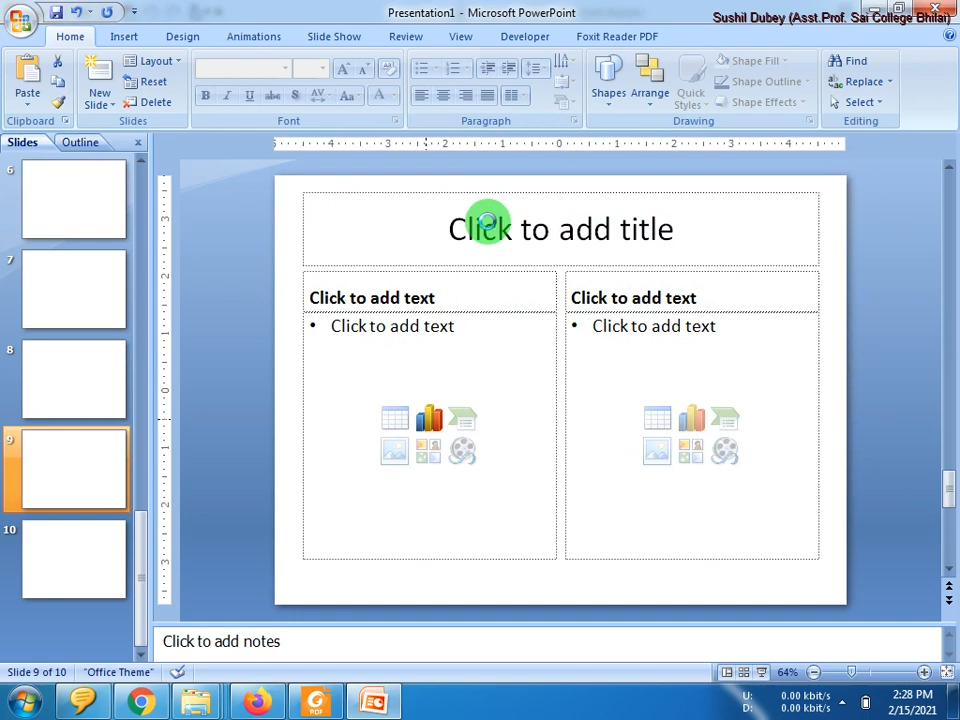 Presentation1 - Microsoft PowerPoint
Sushil Dubey (Asst.Prof. Sai College Bhilai)
Home Insert Design Animations Slide Show Review View Developer Foxit Reader PDF
Paste
New Slide
Layout
Reset
Delete
B I U abc S AV Aa A
Shapes Arrange Quick Styles
Shape Fill
Shape Outline
Shape Effects
Find
Replace
Select
Clipboard Slides Font Paragraph Drawing Editing
Slides Outline
6
7
8
9
10
Click to add title
Click to add text
Click to add text
• Click to add text
• Click to add text
Click to add notes
Slide 9 of 10 "Office Theme" 64%
U: 0.00 kbit/s
D: 0.00 kbit/s
2:28 PM
2/15/2021